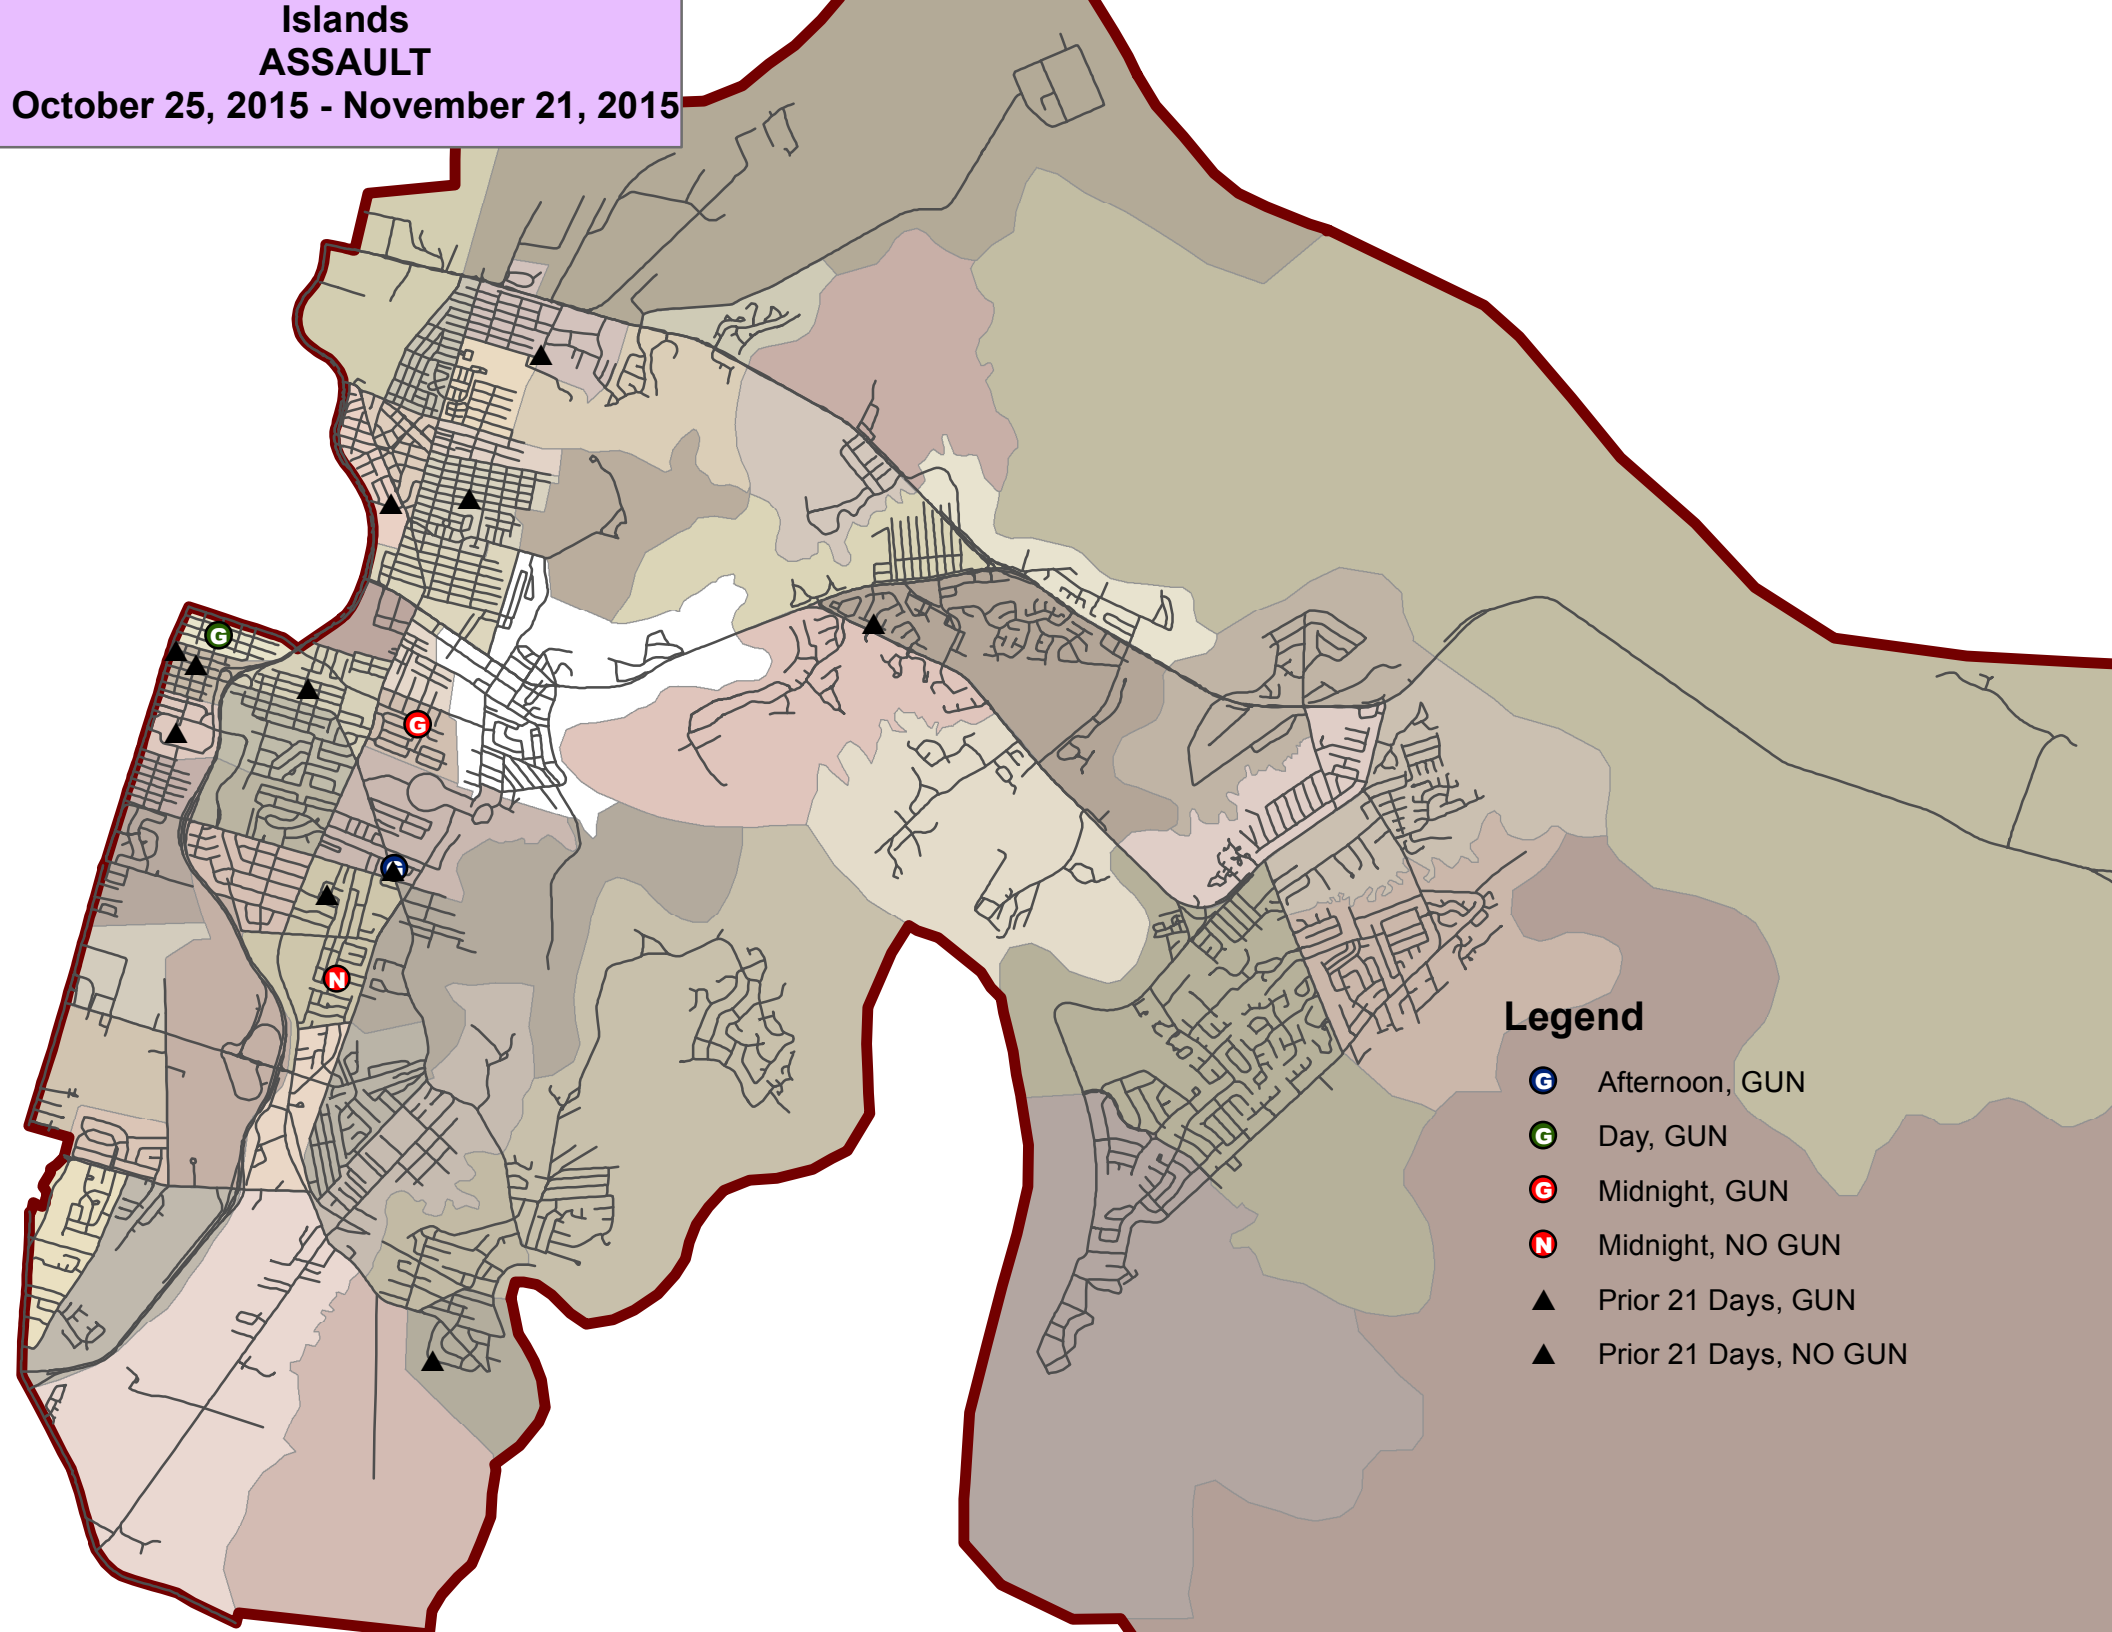 Islands
ASSAULT
October 25, 2015 - November 21, 2015
G
G
G
N
Legend
G Afternoon, GUN
G Day, GUN
G Midnight, GUN
N Midnight, NO GUN
Prior 21 Days, GUN
Prior 21 Days, NO GUN